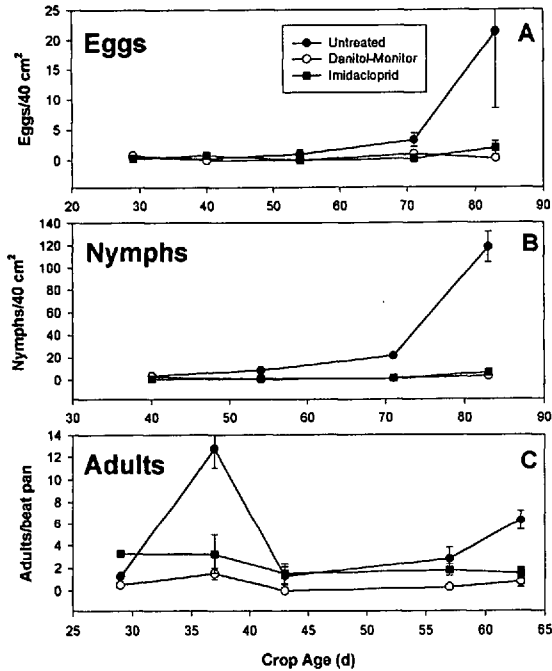 Eggs
A
Untreated
Danitol-Monitor
Imidacloprid
Eggs/40 cm²
25
20
15
10
5
0
20 30 40 50 60 70 80 90
Nymphs
B
Nymphs/40 cm²
140
120
100
80
60
40
20
0
30 40 50 60 70 80 90
Adults
C
Adults/beat pan
14
12
10
8
6
4
2
0
25 30 35 40 45 50 55 60 65
Crop Age (d)